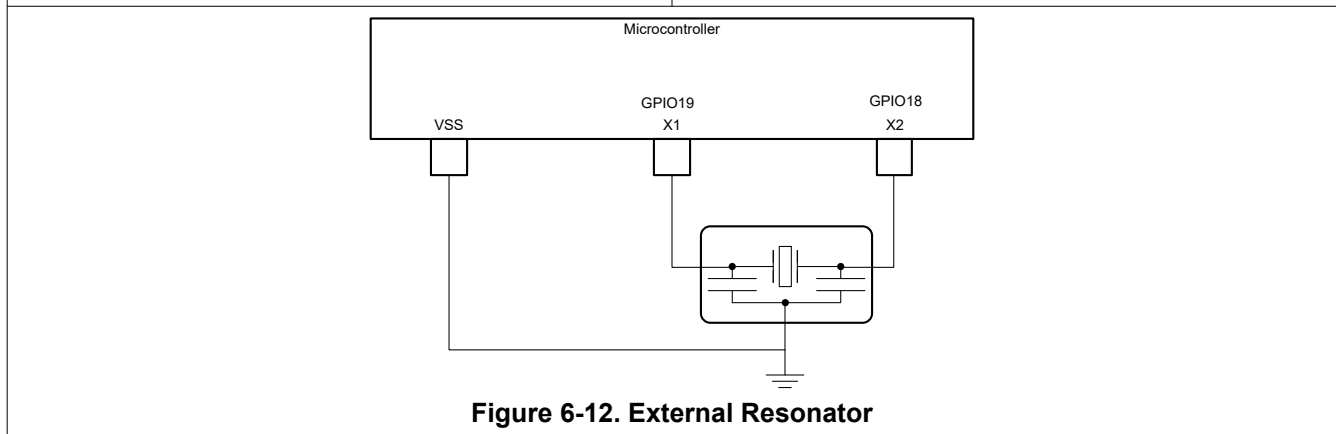 Microcontroller
GPIO19
GPIO18
VSS
X1
X2
Figure 6-12. External Resonator